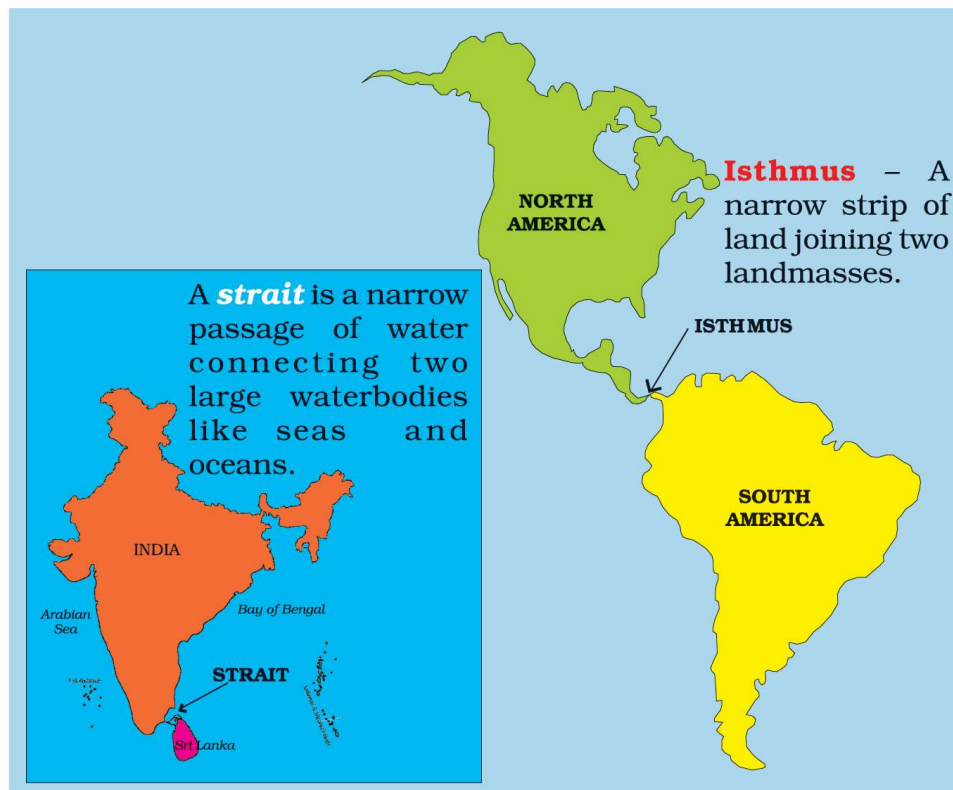 NORTH
AMERICA
Isthmus – A
narrow strip of
land joining two
landmasses.
ISTHMUS
SOUTH
AMERICA
A strait is a narrow
passage of water
connecting two
large waterbodies
like seas and
oceans.
INDIA
Arabian
Sea
Bay of Bengal
STRAIT
Sri Lanka